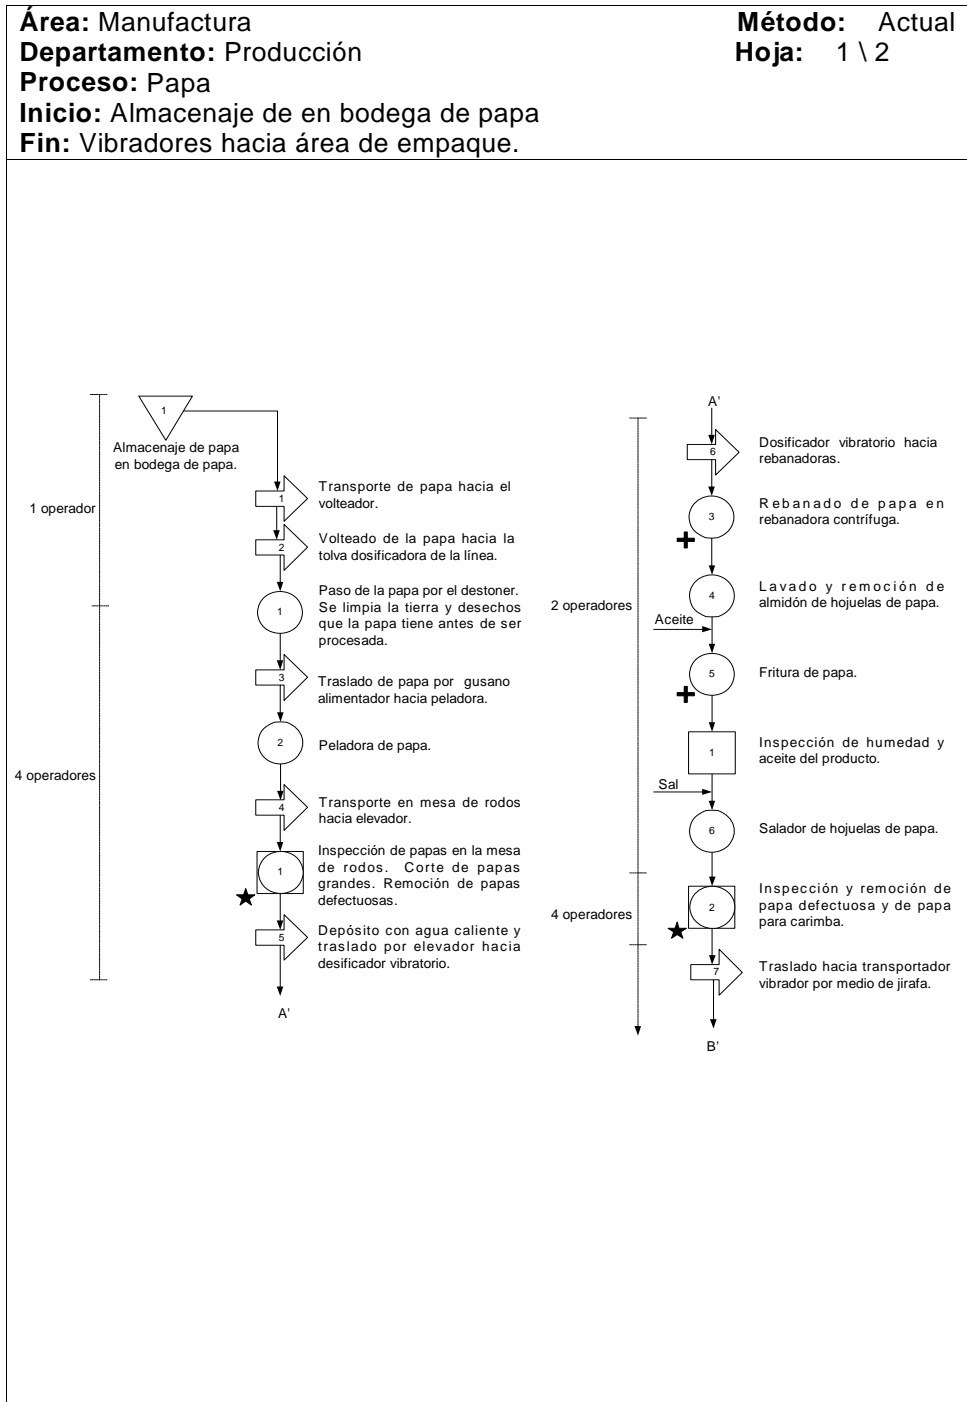 Área: Manufactura Método: Actual
Departamento: Producción Hoja: 1 \ 2
Proceso: Papa
Inicio: Almacenaje de en bodega de papa
Fin: Vibradores hacia área de empaque.
1
Almacenaje de papa
en bodega de papa.
1 operador
1
Transporte de papa hacia el
volteador.
2
Volteado de la papa hacia la
tolva dosificadora de la línea.
1
Paso de la papa por el destoner.
Se limpia la tierra y desechos
que la papa tiene antes de ser
procesada.
3
Traslado de papa por gusano
alimentador hacia peladora.
2
Peladora de papa.
4 operadores
4
Transporte en mesa de rodos
hacia elevador.
1
Inspección de papas en la mesa
de rodos. Corte de papas
grandes. Remoción de papas
defectuosas.
5
Depósito con agua caliente y
traslado por elevador hacia
desificador vibratorio.
A'
A'
6
Dosificador vibratorio hacia
rebanadoras.
3
Rebanado de papa en
rebanadora contrífuga.
4
Lavado y remoción de
almidón de hojuelas de papa.
2 operadores
Aceite
5
Fritura de papa.
1
Inspección de humedad y
aceite del producto.
Sal
6
Salador de hojuelas de papa.
2
Inspección y remoción de
papa defectuosa y de papa
para carimba.
4 operadores
7
Traslado hacia transportador
vibrador por medio de jirafa.
B'